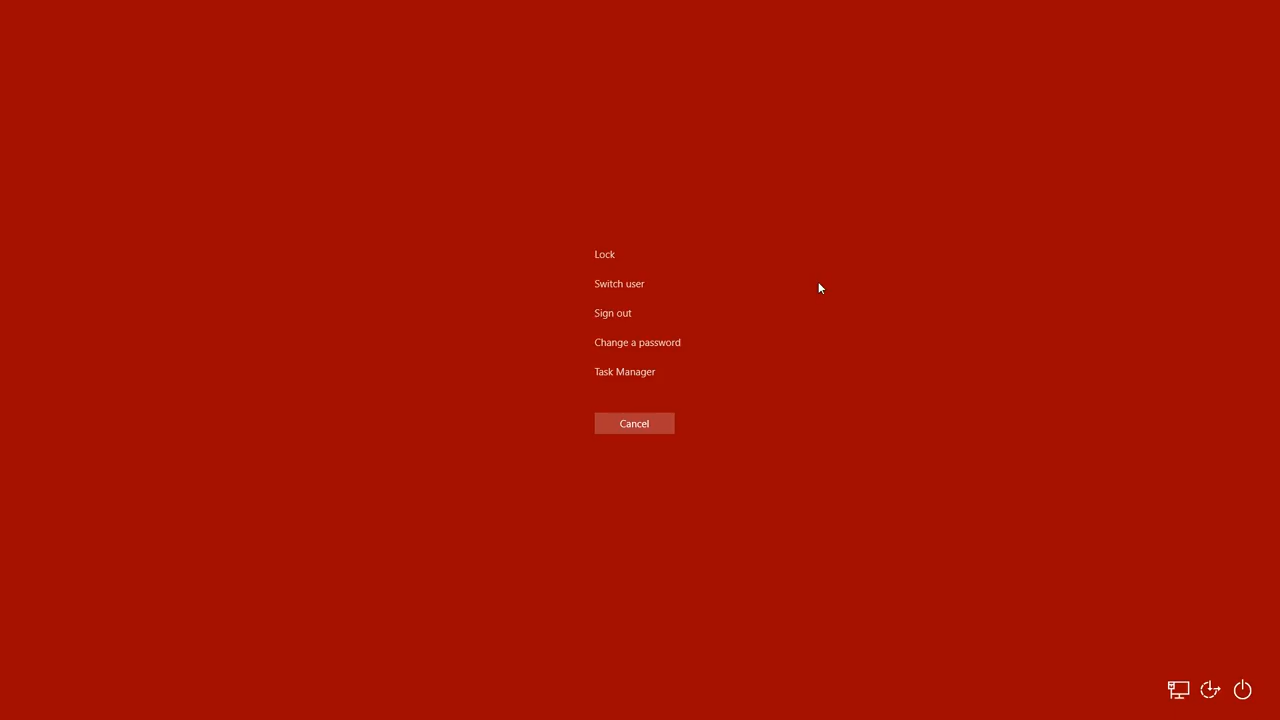 Lock
Switch user
Sign out
Change a password
Task Manager
Cancel